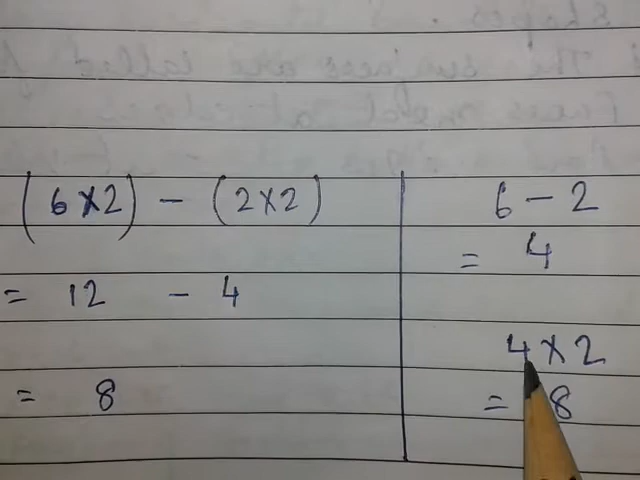 (6 × 2) - (2 × 2)
= 12 - 4
= 8
6 - 2
= 4
4 × 2
= 8